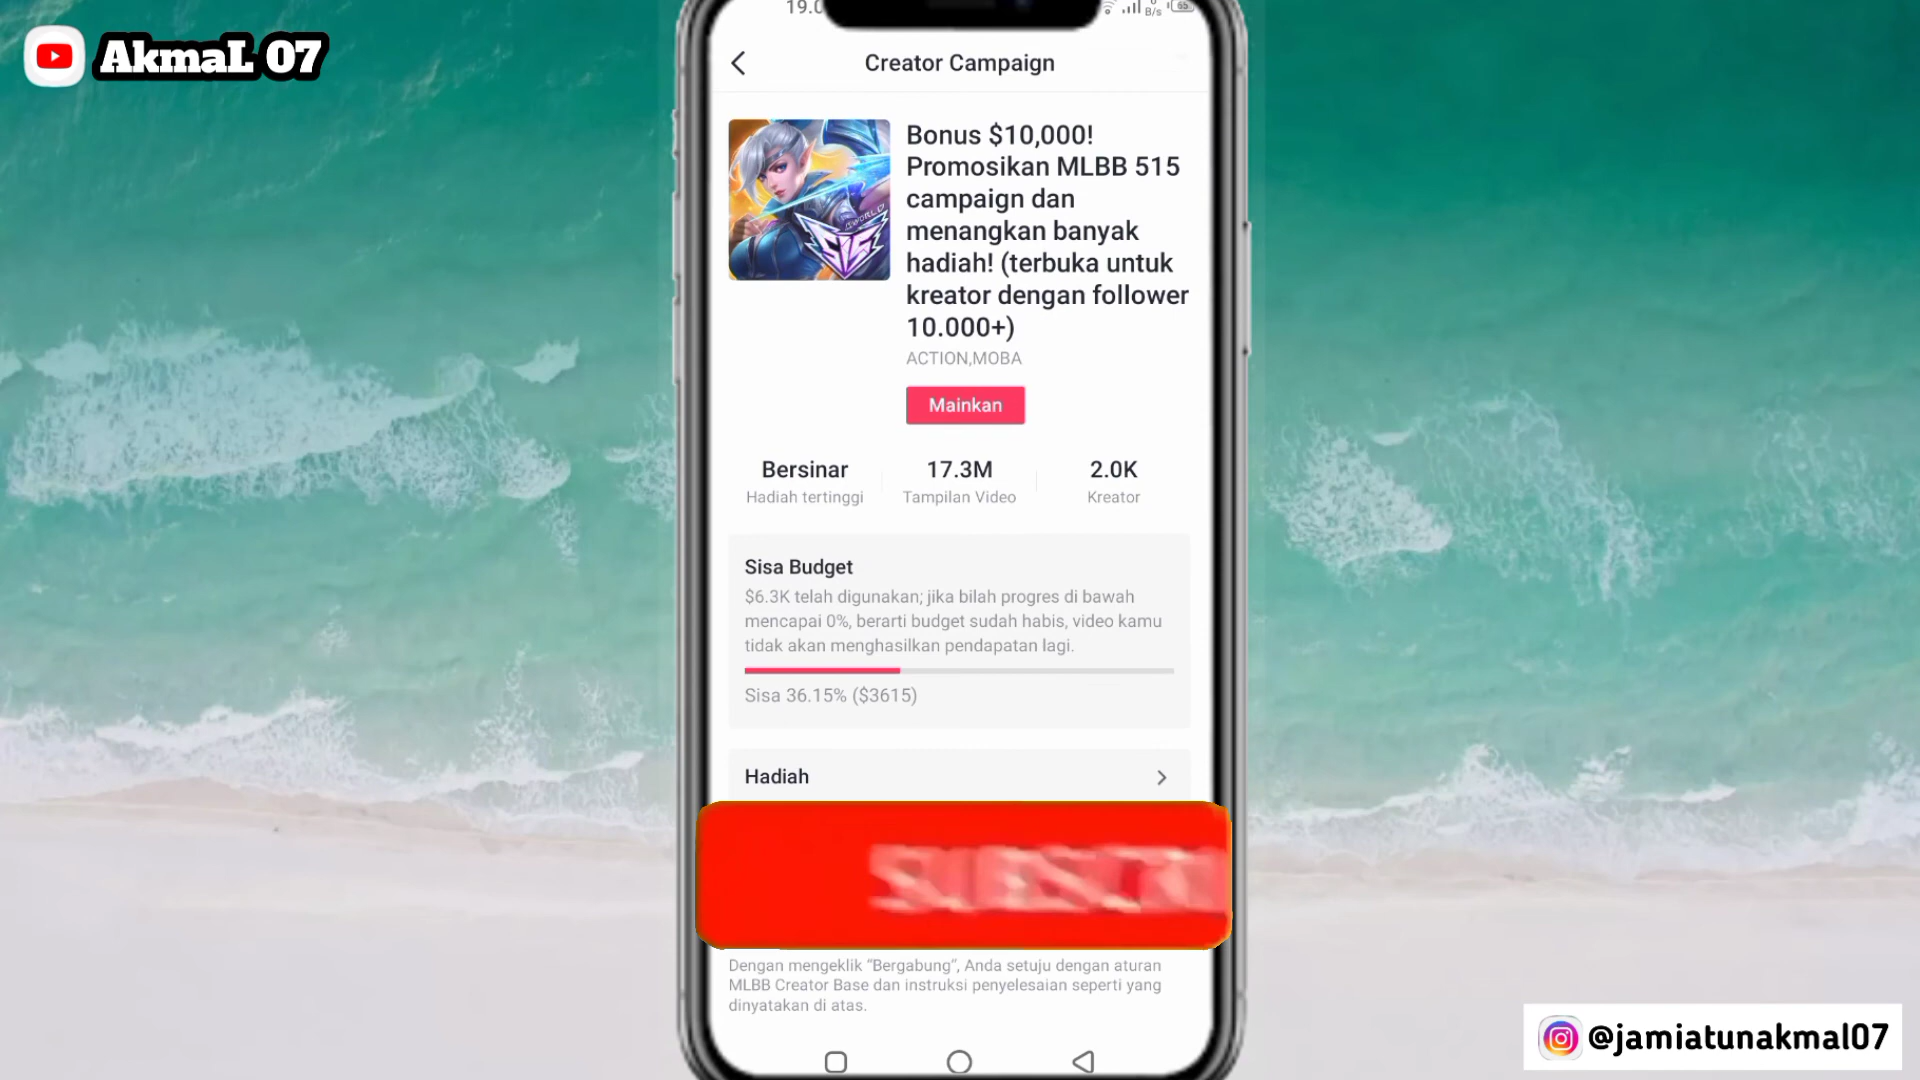 AkmaL 07
Creator Campaign
Bonus $10,000!
Promosikan MLBB 515
campaign dan
menangkan banyak
hadiah! (terbuka untuk
kreator dengan follower
10.000+)
ACTION,MOBA
Mainkan
Bersinar
Hadiah tertinggi
17.3M
Tampilan Video
2.0K
Kreator
Sisa Budget
$6.3K telah digunakan; jika bilah progres di bawah
mencapai 0%, berarti budget sudah habis, video kamu
tidak akan menghasilkan pendapatan lagi.
Sisa 36.15% ($3615)
Hadiah
Dengan mengeklik “Bergabung”, Anda setuju dengan aturan
MLBB Creator Base dan instruksi penyelesaian seperti yang
dinyatakan di atas.
@jamiatunakmal07